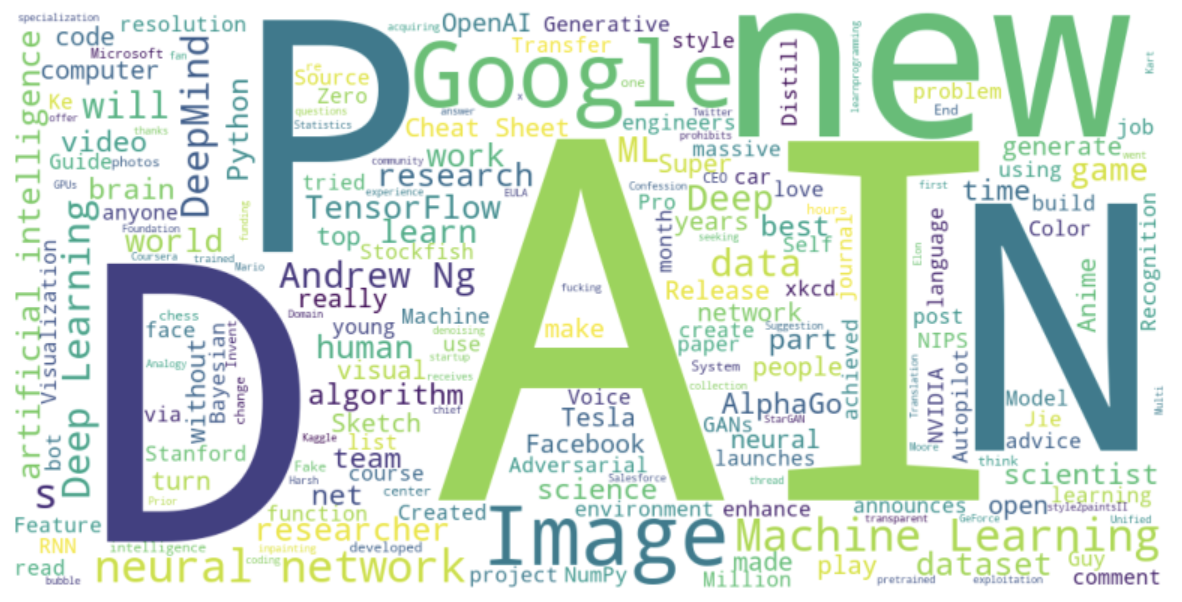 specialization
resolution
acquiring
OpenAI
Generative
new
code
Microsoft
fan
P
Google
Transfer
style
Distill
learnprogramming
Kart
computer
DeepMind
re
Source
one
problem
Ke
will
Zero
x
offer
Python
questions
answer
Twitter
End
video
thanks
Statistics
Cheat Sheet
engineers
prohibits
job
artificial intelligence
Guide
photos
community
work
ML
massive
generate
GPUs
brain
tried
research
EULA
Super
CEO
car
using
game
went
anyone
experience
Confession
Pro
Deep
love
first
time
build
Foundation
TensorFlow
years
hours
world
funding
top
learn
month
best
Color
Coursera
trained
Stockfish
seeking
Self
journal
language
Recognition
Deep Learning
Mario
A
data
I
Elon
N
Anime
Visualization
D
Andrew Ng
fucking
Release
xkcd
really
Domain
Machine
network
post
chess
young
denoising
make
create
Suggestion
part
NIPS
face
Invent
human
use
paper
achieved
without
Bayesian
startup
Analogy
visual
receives
System
people
Translation
NVIDIA
Autopilot
change
algorithm
Voice
collection
Model
Multi
via
chief
Tesla
AlphaGo
GANs
StarGAN
Jie
bot
Sketch
Kaggle
list
Facebook
neural
Moore
advice
Stanford
Fake
team
Adversarial
launches
think
turn
Harsh
course
Salesforce
thread
scientist
s
Prior
net
center
science
learning
Feature
function
Created
environment
enhance
announces
open
style2paintsII
RNN
researcher
Image
transparent
GeForce
Unified
intelligence
inpainting
developed
Machine Learning
read
neural network
coding
made
play
dataset
Guy
bubble
project
NumPy
Million
pretrained
exploitation
comment